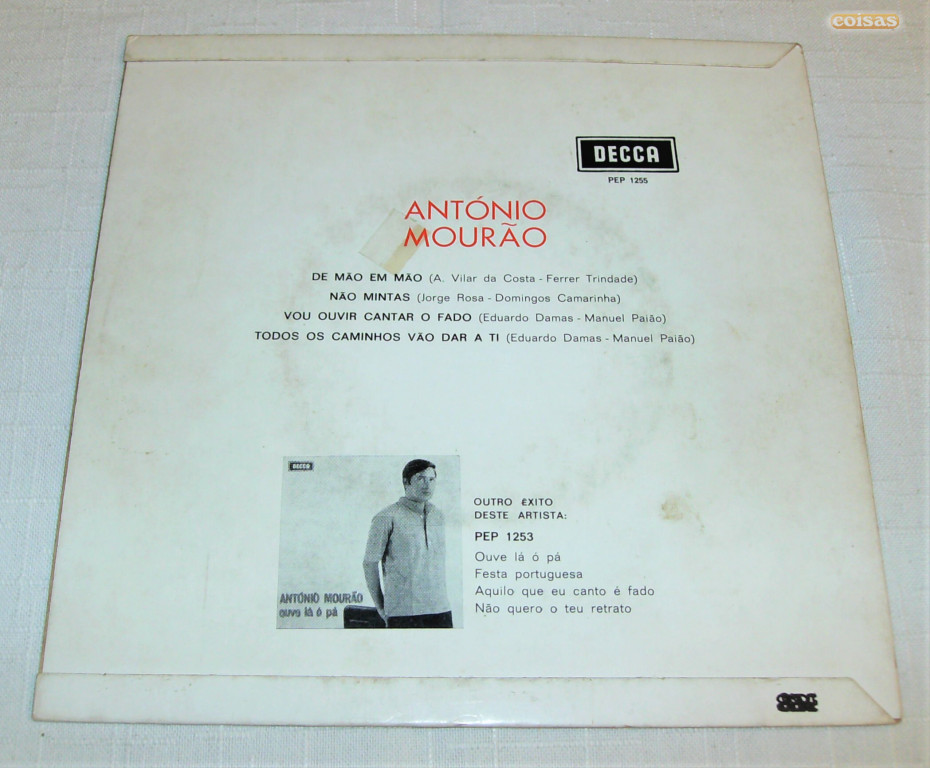 coisas
DECCA
PEP 1255
ANTÓNIO
MOURÃO
DE MÃO EM MÃO (A. Vilar da Costa - Ferrer Trindade)
NÃO MINTAS (Jorge Rosa - Domingos Camarinha)
VOU OUVIR CANTAR O FADO (Eduardo Damas - Manuel Paião)
TODOS OS CAMINHOS VÃO DAR A TI (Eduardo Damas - Manuel Paião)
DECCA
ANTÓNIO MOURÃO
ouve lá ó pá
OUTRO ÊXITO
DESTE ARTISTA:
PEP 1253
Ouve lá ó pá
Festa portuguesa
Aquilo que eu canto é fado
Não quero o teu retrato